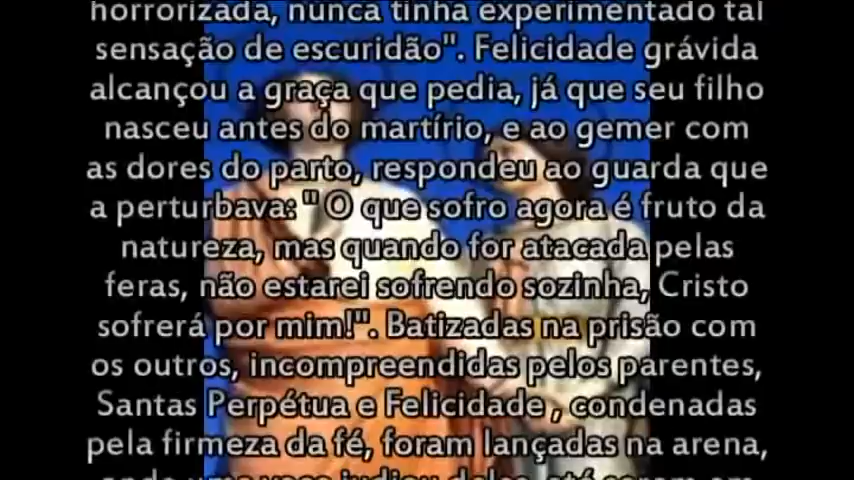 horrorizada, nunca tinha experimentado tal
sensação de escuridão". Felicidade grávida
alcançou a graça que pedia, já que seu filho
nasceu antes do martírio, e ao gemer com
as dores do parto, respondeu ao guarda que
a perturbava: " O que sofro agora é fruto da
natureza, mas quando for atacada pelas
feras, não estarei sofrendo sozinha, Cristo
sofrerá por mim!". Batizadas na prisão com
os outros, incompreendidas pelos parentes,
Santas Perpétua e Felicidade , condenadas
pela firmeza da fé, foram lançadas na arena,
onde uma vaca